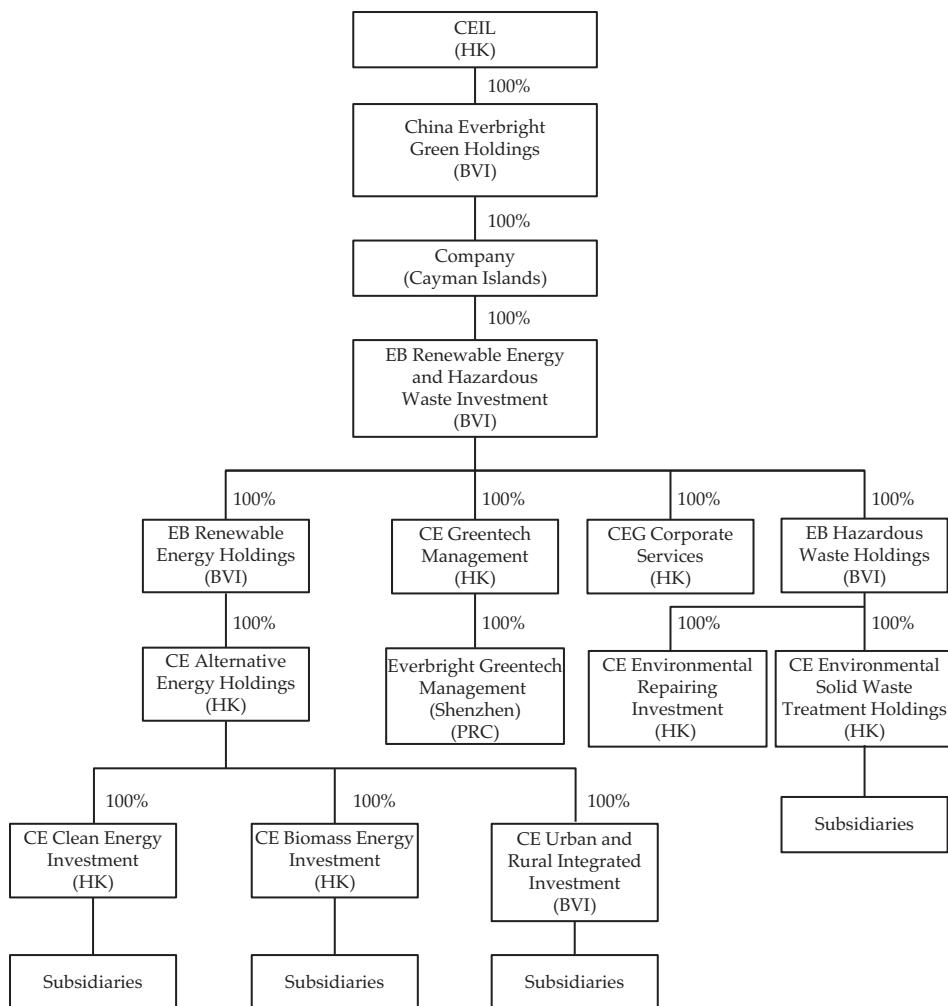 CEIL
(HK)
100%
China Everbright
Green Holdings
(BVI)
100%
Company
(Cayman Islands)
100%
EB Renewable Energy
and Hazardous
Waste Investment
(BVI)
100%
100%
100%
100%
EB Renewable
Energy Holdings
(BVI)
CE Greentech
Management
(HK)
CEG Corporate
Services
(HK)
EB Hazardous
Waste Holdings
(BVI)
100%
100%
100%
100%
CE Alternative
Energy Holdings
(HK)
Everbright Greentech
Management
(Shenzhen)
(PRC)
CE Environmental
Repairing
Investment
(HK)
CE Environmental
Solid Waste
Treatment Holdings
(HK)
100%
100%
100%
Subsidiaries
CE Clean Energy
Investment
(HK)
CE Biomass Energy
Investment
(HK)
CE Urban and
Rural Integrated
Investment
(BVI)
Subsidiaries
Subsidiaries
Subsidiaries